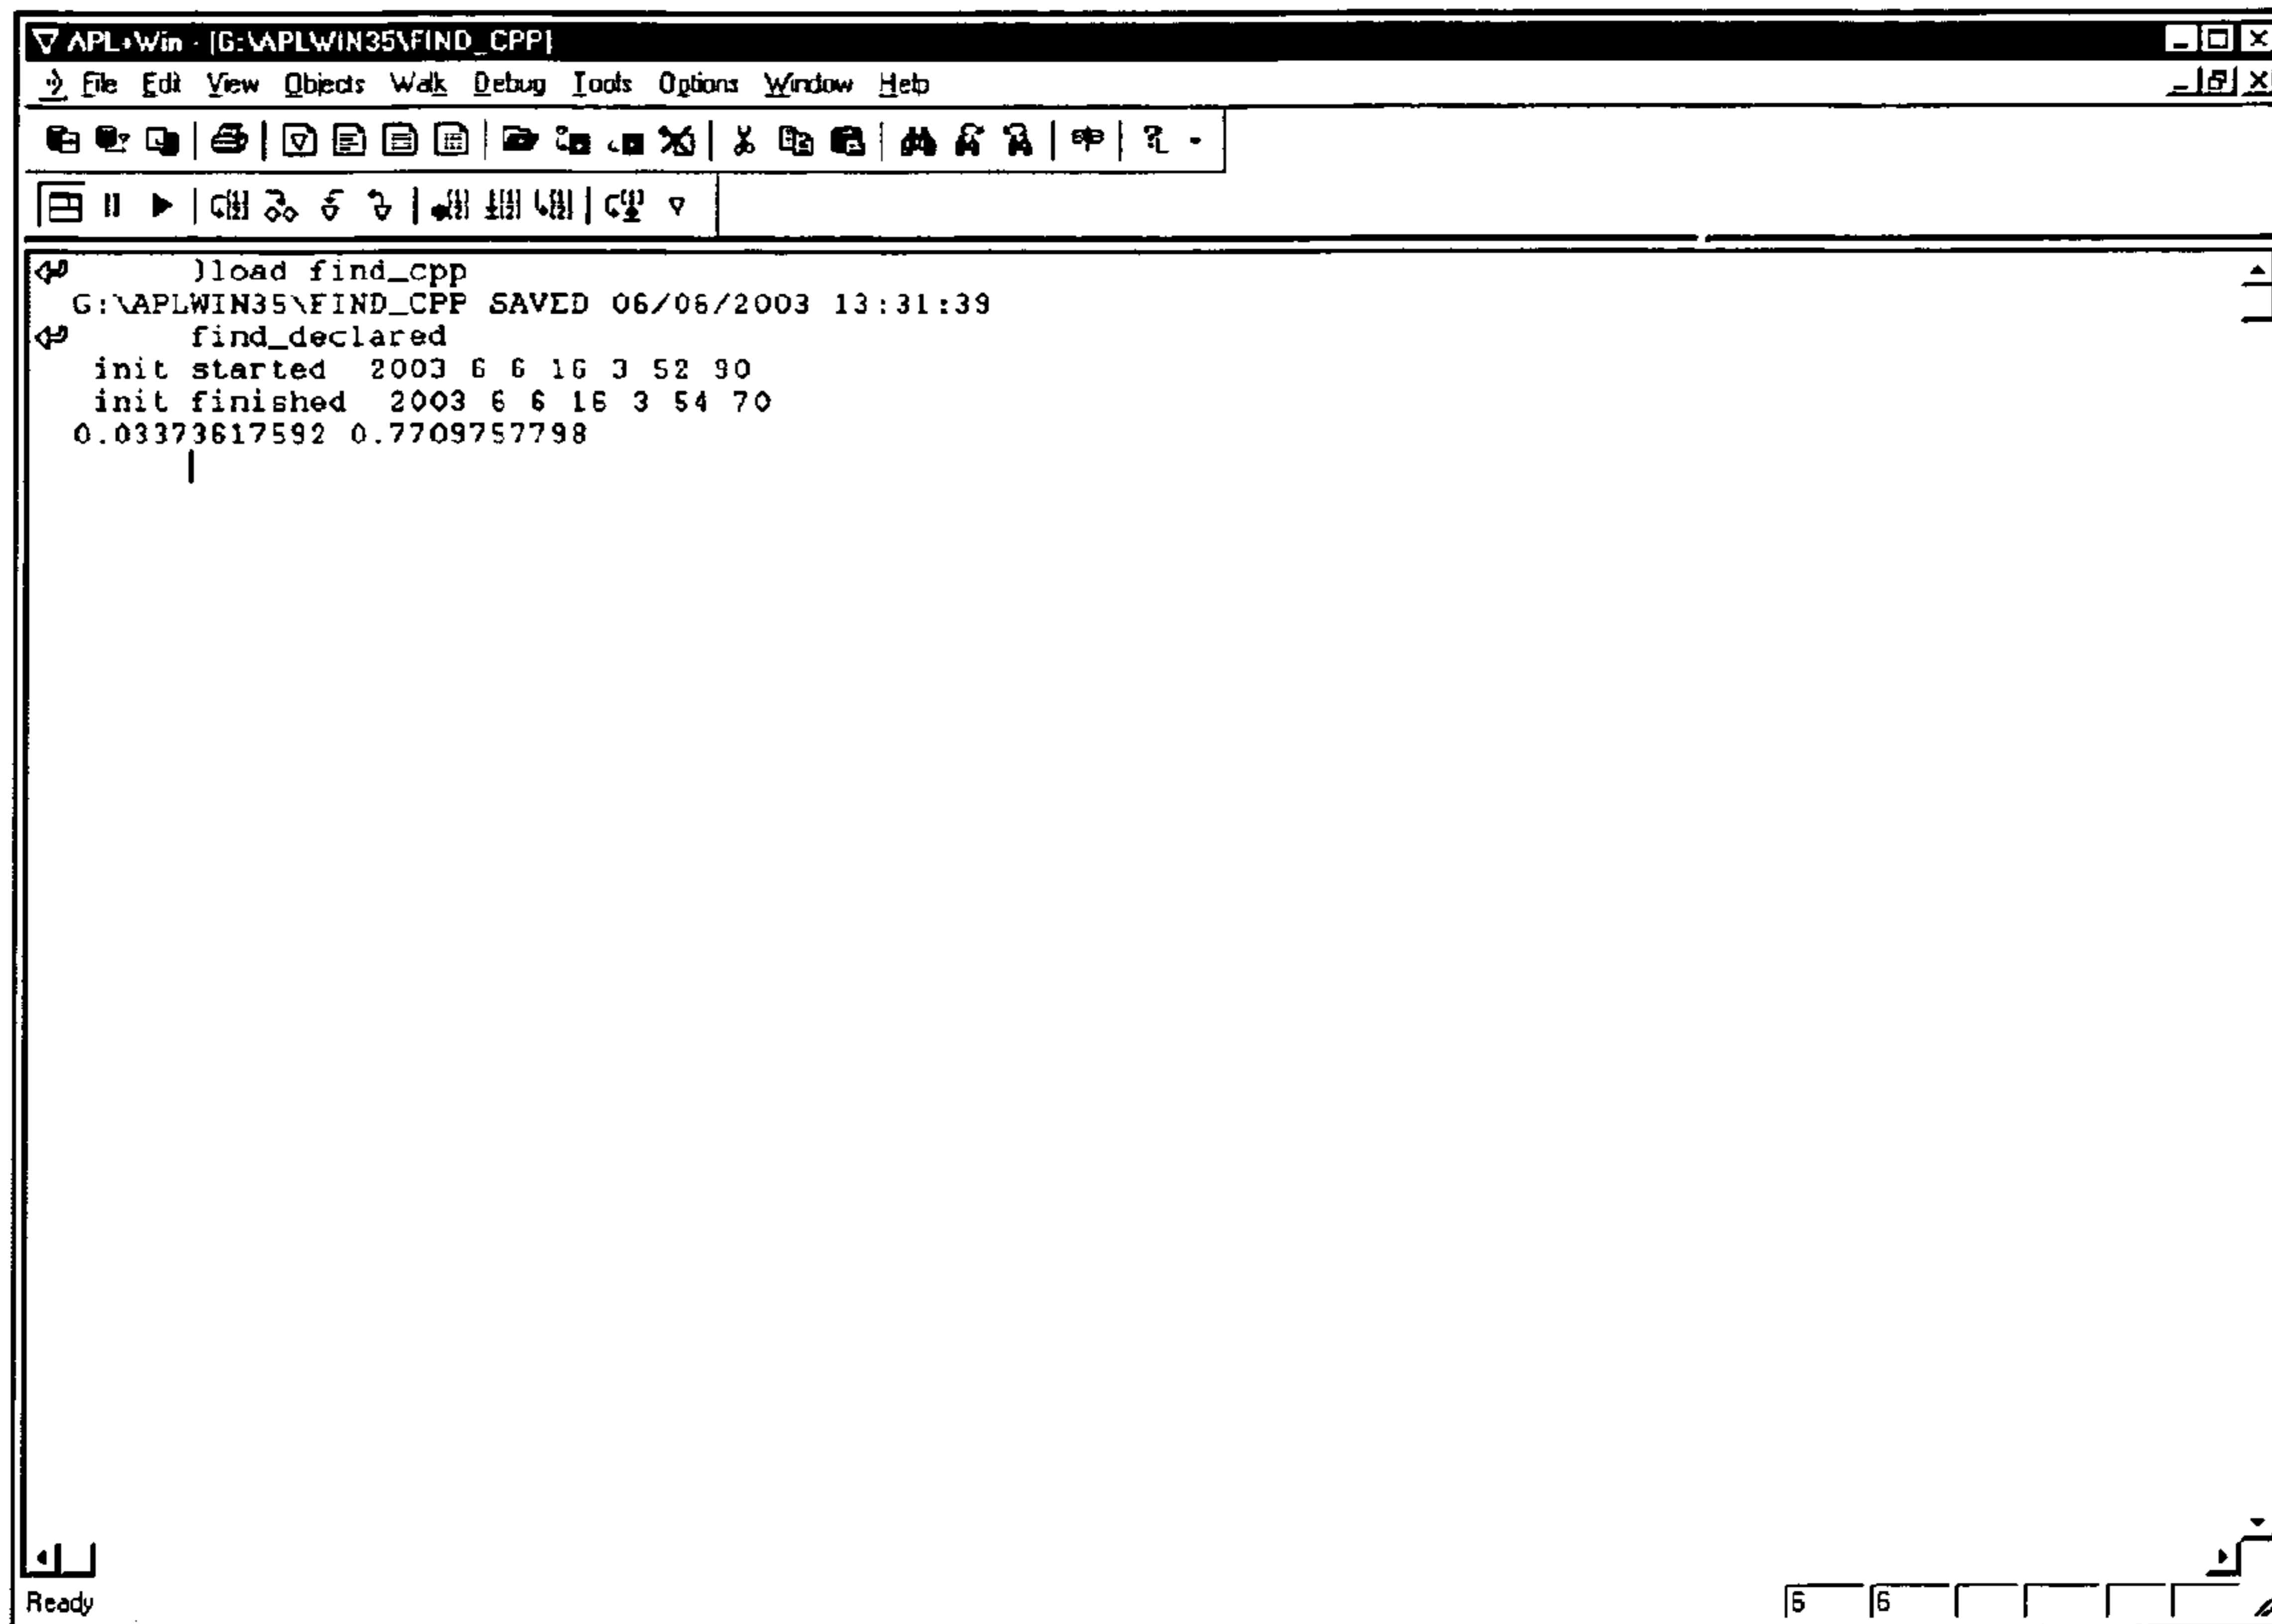 APL+Win - [G:\APLWIN35\FIND_CPP]
File Edit View Objects Walk Debug Tools Options Window Help
)load find_cpp
G:\APLWIN35\FIND_CPP SAVED 06/06/2003 13:31:39
find_declared
init started 2003 6 6 16 3 52 90
init finished 2003 6 6 16 3 54 70
0.03373617592 0.7709757798
Ready 6 6